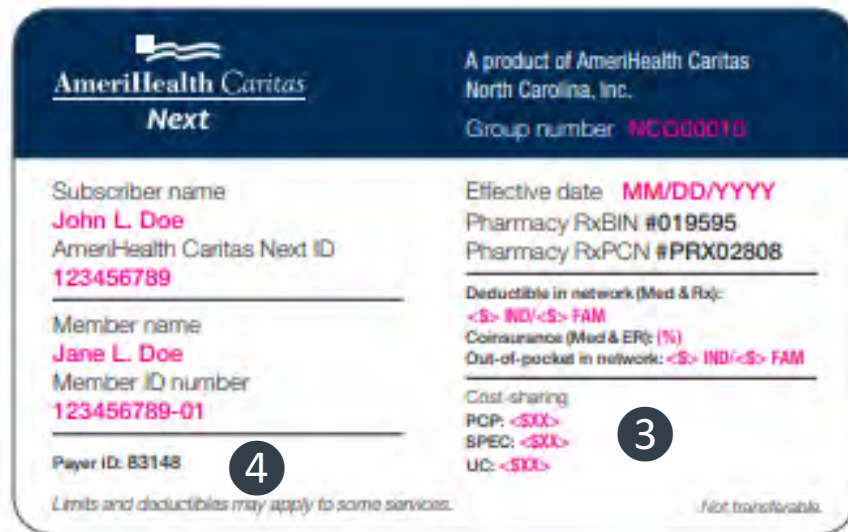 AmeriHealth Caritas
Next
A product of AmeriHealth Caritas
North Carolina, Inc.
Group number NCG00010
Subscriber name
John L. Doe
AmeriHealth Caritas Next ID
123456789
Member name
Jane L. Doe
Member ID number
123456789-01
Payer ID: 83148
4
Effective date MM/DD/YYYY
Pharmacy RxBIN #019595
Pharmacy RxPCN #PRX02808
Deductible in network (Med & Rx):
<$> IND/<$> FAM
Coinsurance (Med & ER): (%)
Out-of-pocket in network: <$> IND/<$> FAM
Cost-sharing
PCP: <$XX>
SPEC: <$XX>
UC: <$XX>
3
Limits and deductibles may apply to some services.
Not transferable.